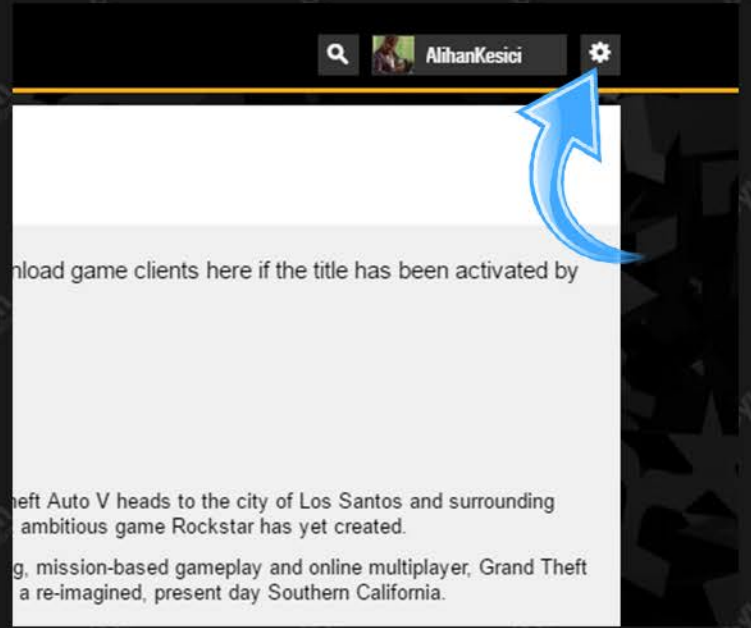 AlihanKesici
nload game clients here if the title has been activated by
heft Auto V heads to the city of Los Santos and surrounding
ambitious game Rockstar has yet created.
g, mission-based gameplay and online multiplayer, Grand Theft
a re-imagined, present day Southern California.